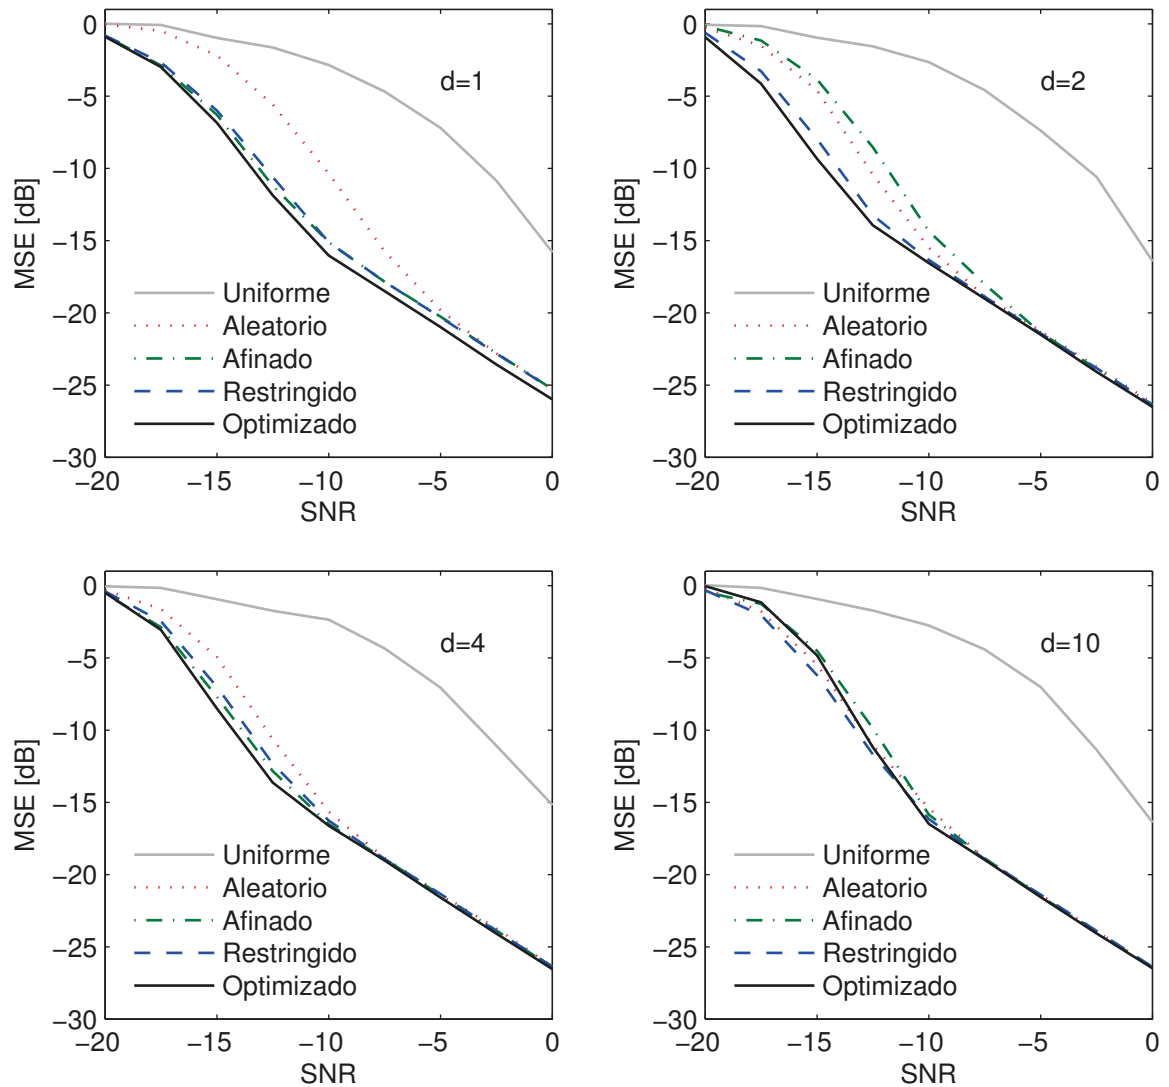 0
−5
−10
−15
−20
−25
−30
MSE [dB]
d=1
Uniforme
Aleatorio
Afinado
Restringido
Optimizado
−20 −15 −10 −5 0
SNR
0
−5
−10
−15
−20
−25
−30
MSE [dB]
d=2
Uniforme
Aleatorio
Afinado
Restringido
Optimizado
−20 −15 −10 −5 0
SNR
0
−5
−10
−15
−20
−25
−30
MSE [dB]
d=4
Uniforme
Aleatorio
Afinado
Restringido
Optimizado
−20 −15 −10 −5 0
SNR
0
−5
−10
−15
−20
−25
−30
MSE [dB]
d=10
Uniforme
Aleatorio
Afinado
Restringido
Optimizado
−20 −15 −10 −5 0
SNR